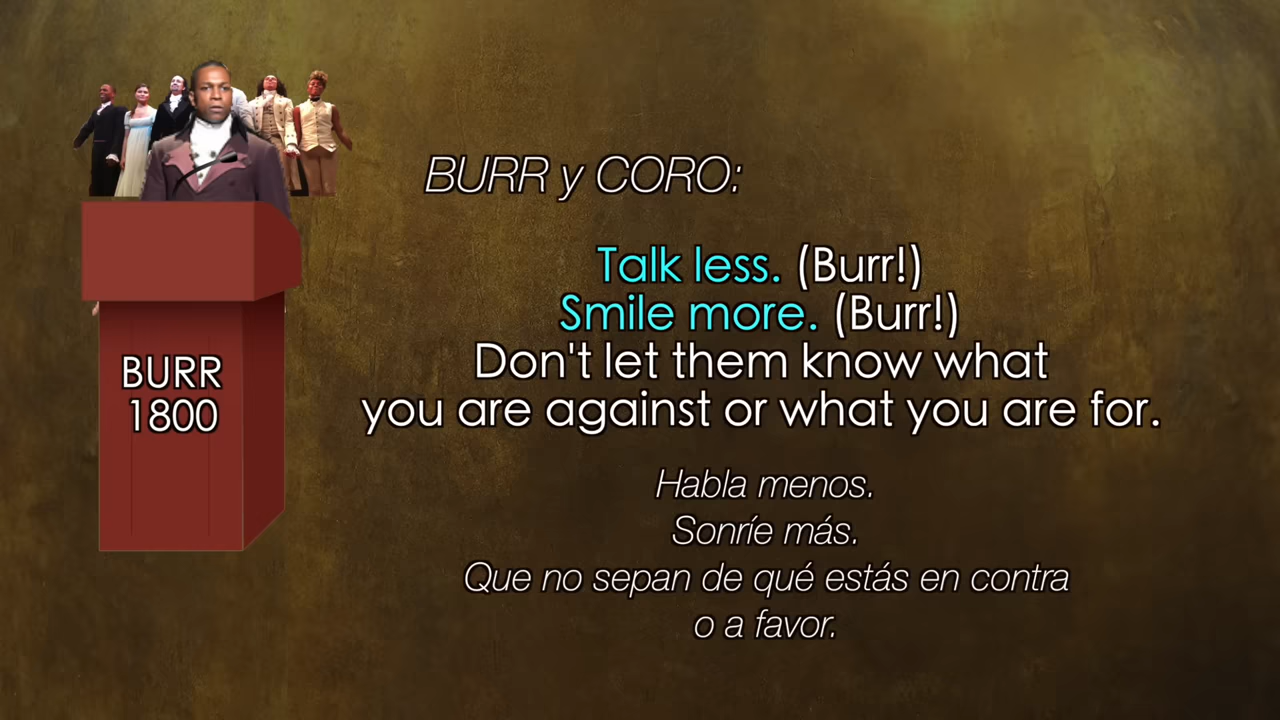 BURR y CORO:
Talk less. (Burr!)
Smile more. (Burr!)
Don't let them know what
you are against or what you are for.
BURR
1800
Habla menos.
Sonríe más.
Que no sepan de qué estás en contra
o a favor.